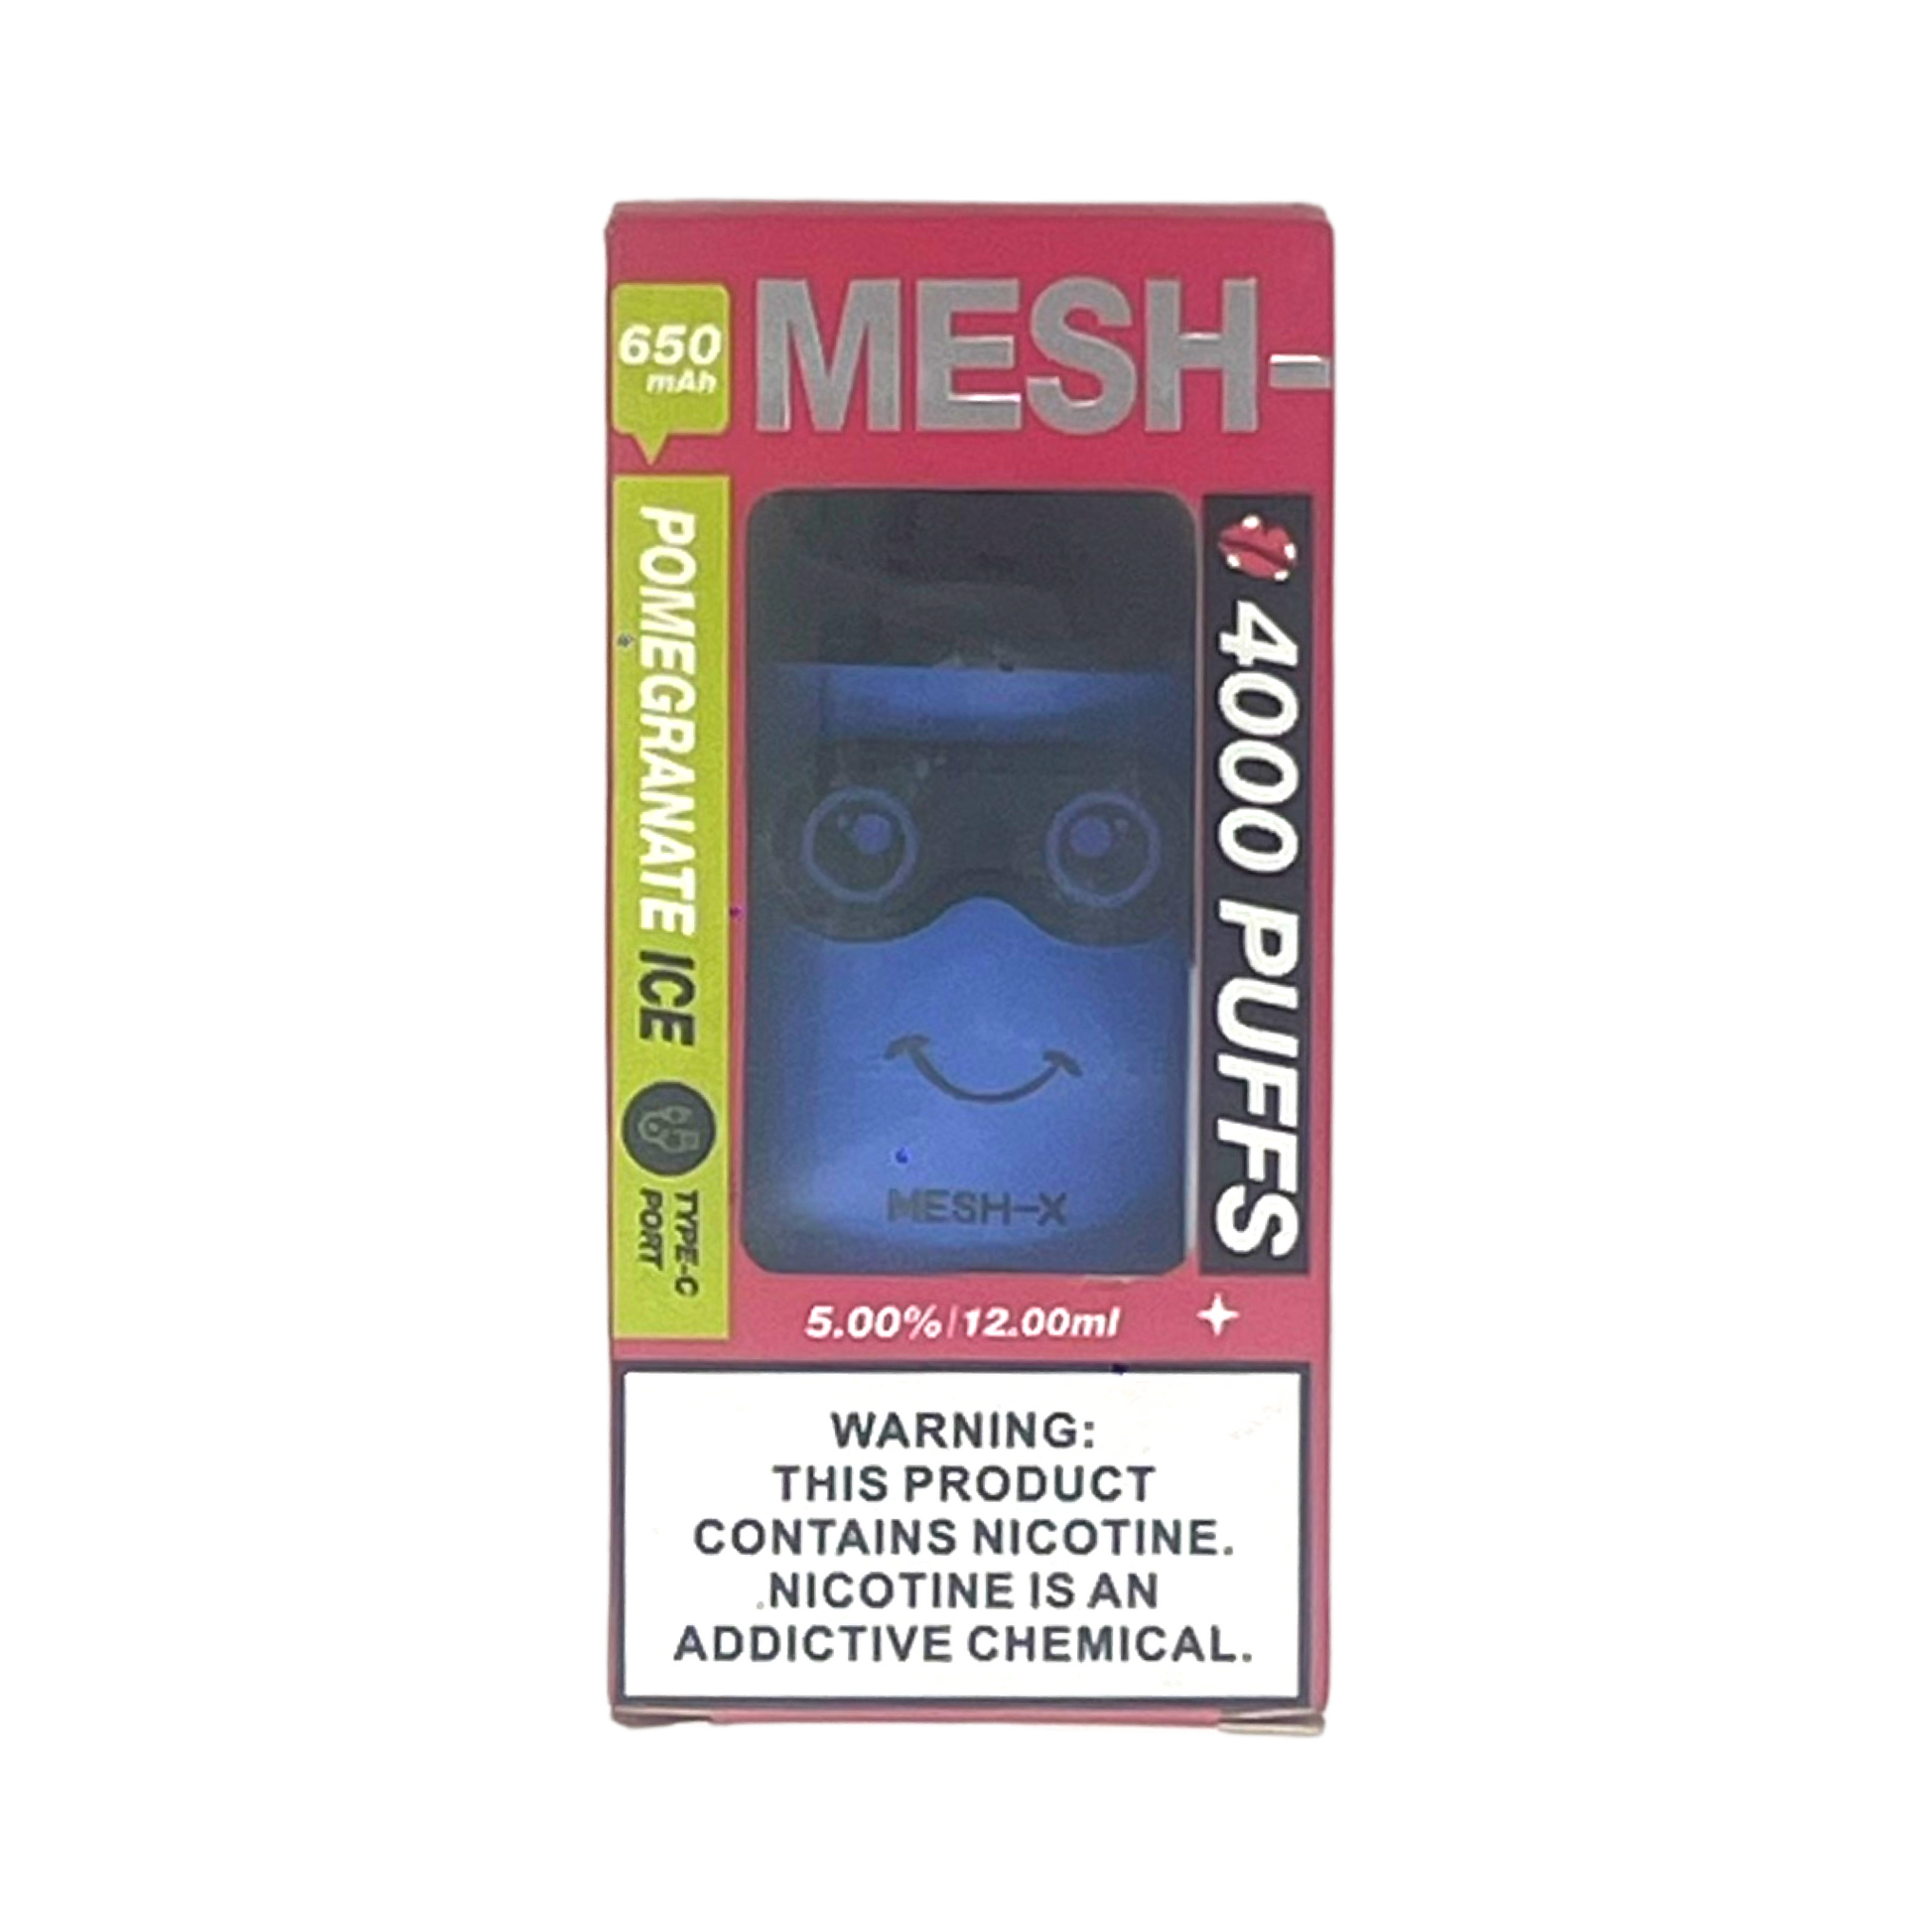 MESH-
650
mAh
POMEGRANATE ICE
TYPE-C
PORT
4000 PUFFS
MESH-X
5.00%|12.00ml
WARNING:
THIS PRODUCT
CONTAINS NICOTINE.
NICOTINE IS AN
ADDICTIVE CHEMICAL.